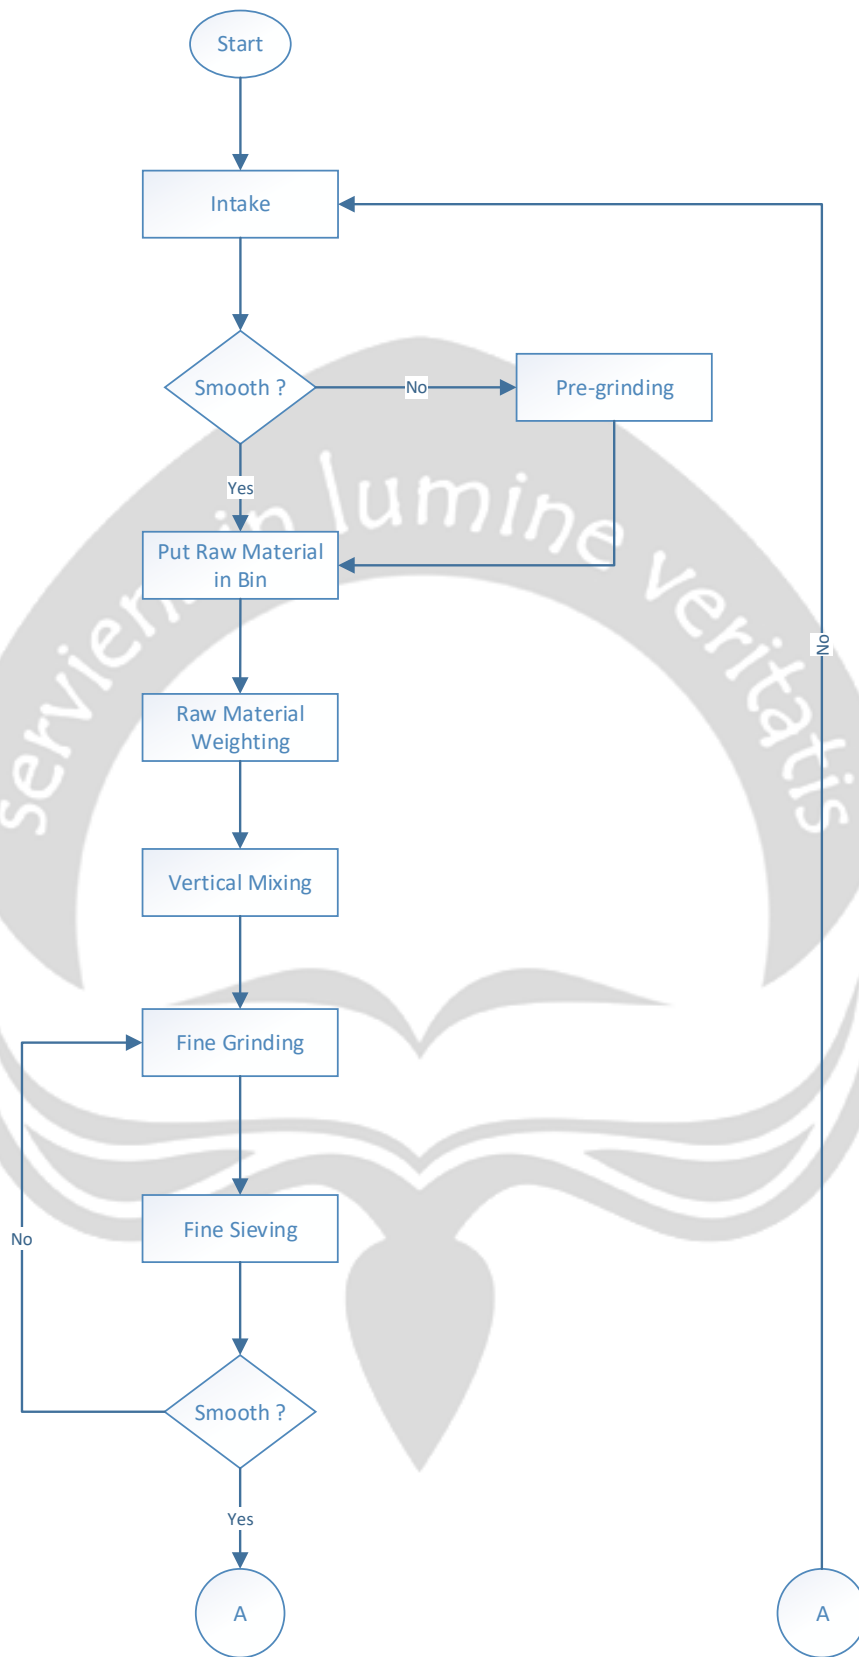 Start
Intake
Smooth ?
No
Pre-grinding
Yes
Put Raw Material
in Bin
Raw Material
Weighting
Vertical Mixing
Fine Grinding
Fine Sieving
No
Smooth ?
Yes
A
No
A
serviens in lumine veritatis